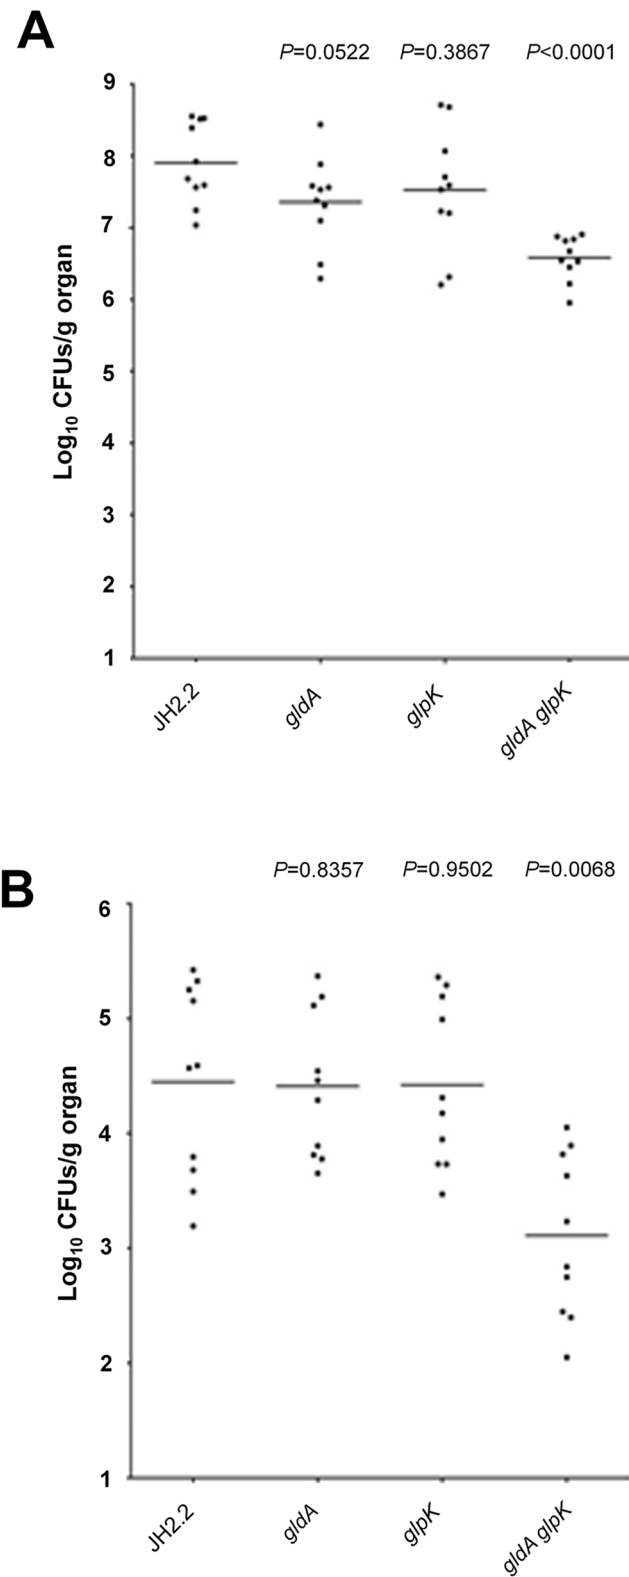 A
P=0.0522 P=0.3867 P<0.0001
9
8
7
6
5
4
3
2
1
Log10 CFUs/g organ
JH2.2 gldA glpK gldA glpK
B
P=0.8357 P=0.9502 P=0.0068
6
5
4
3
2
1
Log10 CFUs/g organ
JH2.2 gldA glpK gldA glpK